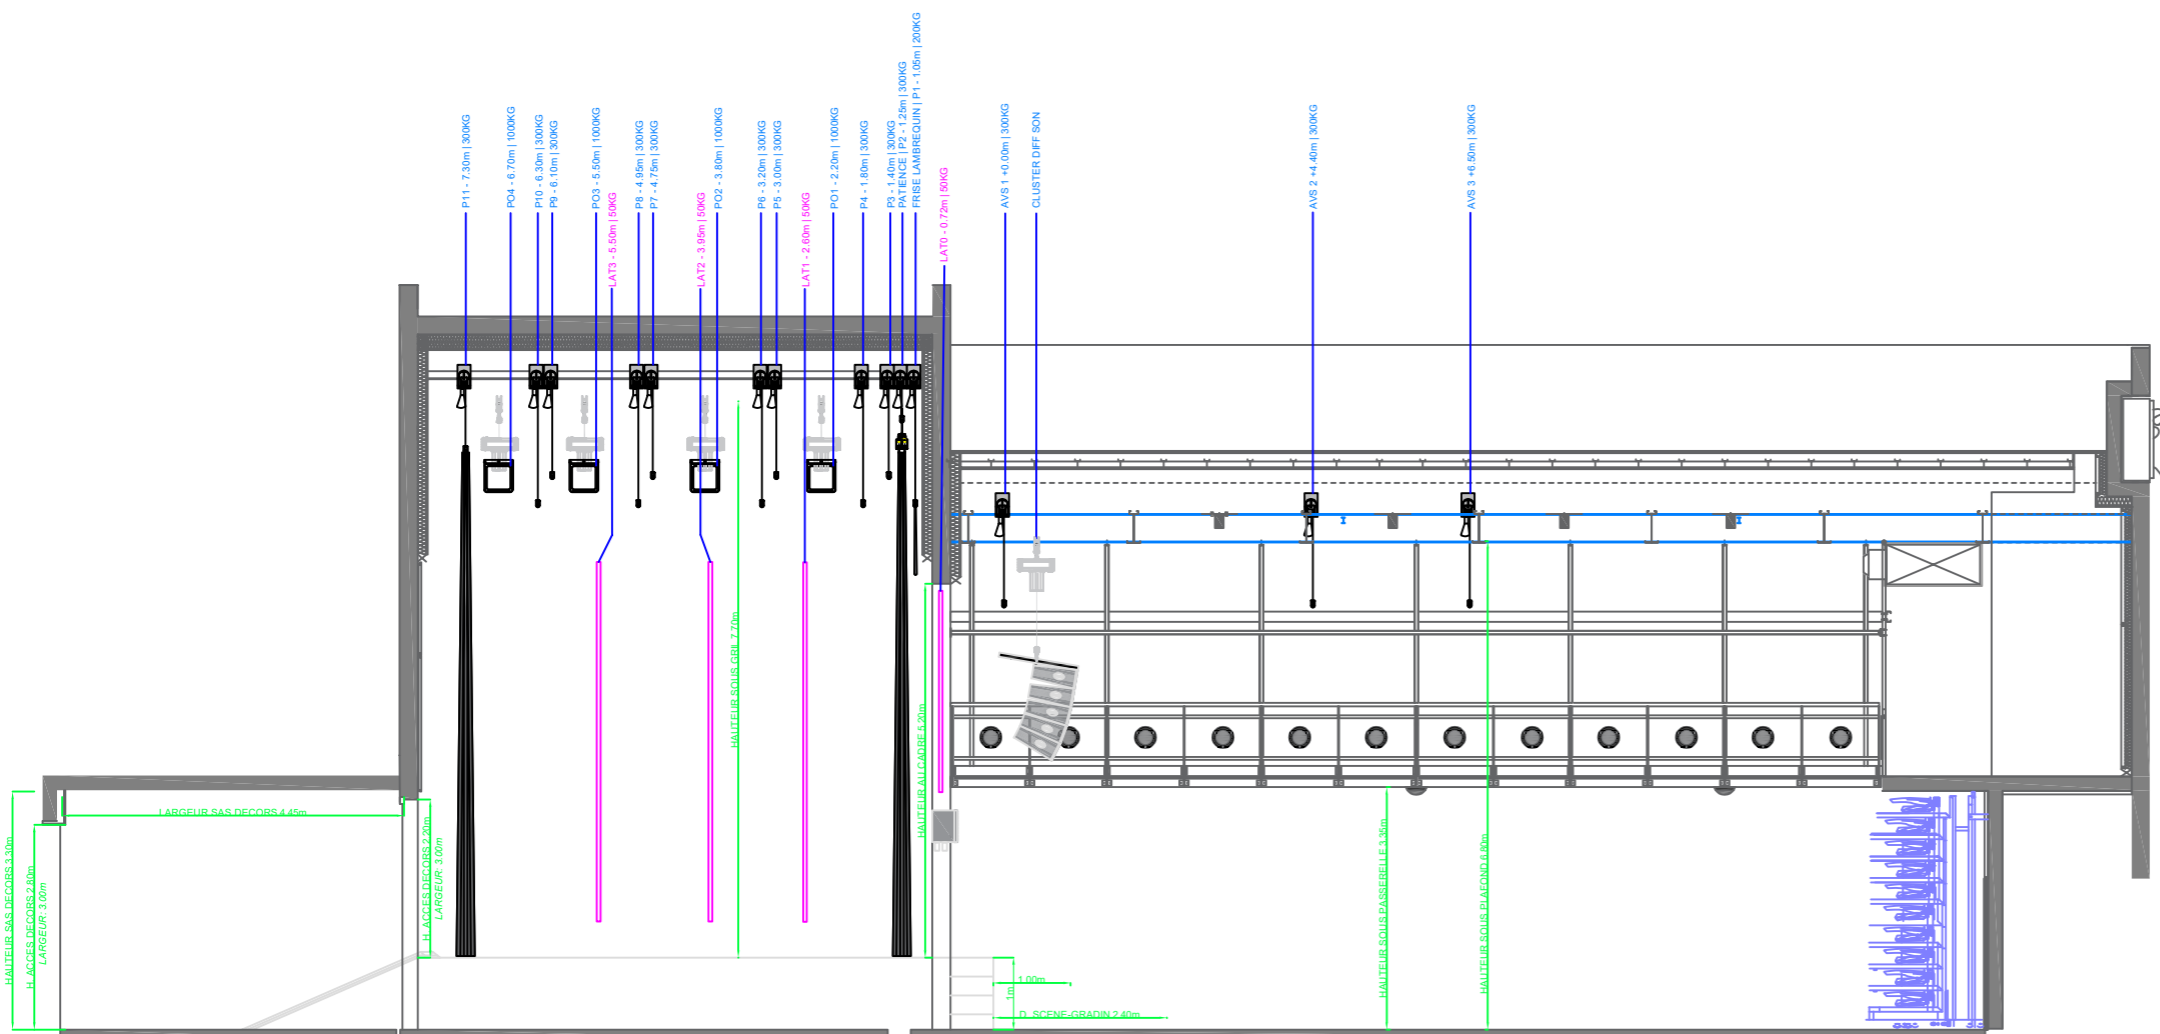 P11 - 7.30m | 300KG
PO4 - 6.70m | 1000KG
P10 - 6.30m | 300KG
P9 - 6.10m | 300KG
PO3 - 5.50m | 1000KG
LAT3 - 5.50m | 50KG
P8 - 4.95m | 300KG
P7 - 4.75m | 300KG
LAT2 - 3.95m | 50KG
PO2 - 3.80m | 1000KG
P6 - 3.20m | 300KG
P5 - 3.00m | 300KG
LAT1 - 2.60m | 50KG
PO1 - 2.20m | 1000KG
P4 - 1.80m | 300KG
P3 - 1.40m | 300KG
PATIENCE | P2 - 1.25m | 300KG
FRISE LAMBREQUIN | P1 - 1.05m | 200KG
LAT0 - 0.72m | 50KG
AVS 1 +0.00m | 300KG
CLUSTER DIFF SON
AVS 2 +4.40m | 300KG
AVS 3 +6.50m | 300KG
HAUTEUR SAS DECORS 3.30m
H. ACCES DECORS 2.80m
LARGEUR: 3.00m
LARGEUR SAS DECORS 4.45m
H. ACCES DECORS 2.20m
LARGEUR: 3.00m
HAUTEUR SOUS GRIL 7.70m
HAUTEUR AU CADRE 5.20m
1m
1.00m
D. SCENE-GRADIN 2.40m
HAUTEUR SOUS PASSERELLE 3.35m
HAUTEUR SOUS PLAFOND 6.80m